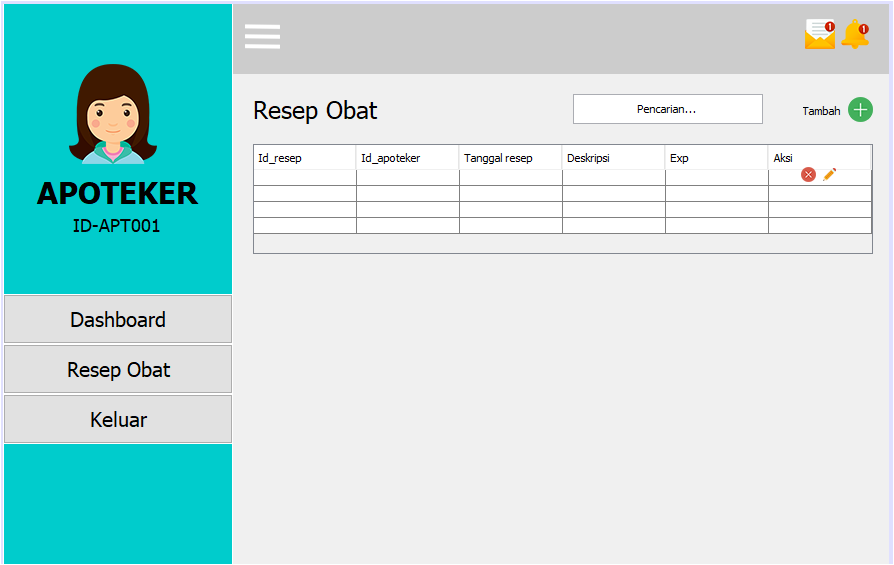 APOTEKER
ID-APT001
Dashboard
Resep Obat
Keluar
1
1
Resep Obat
Pencarian...
Tambah
Id_resep Id_apoteker Tanggal resep Deskripsi Exp Aksi